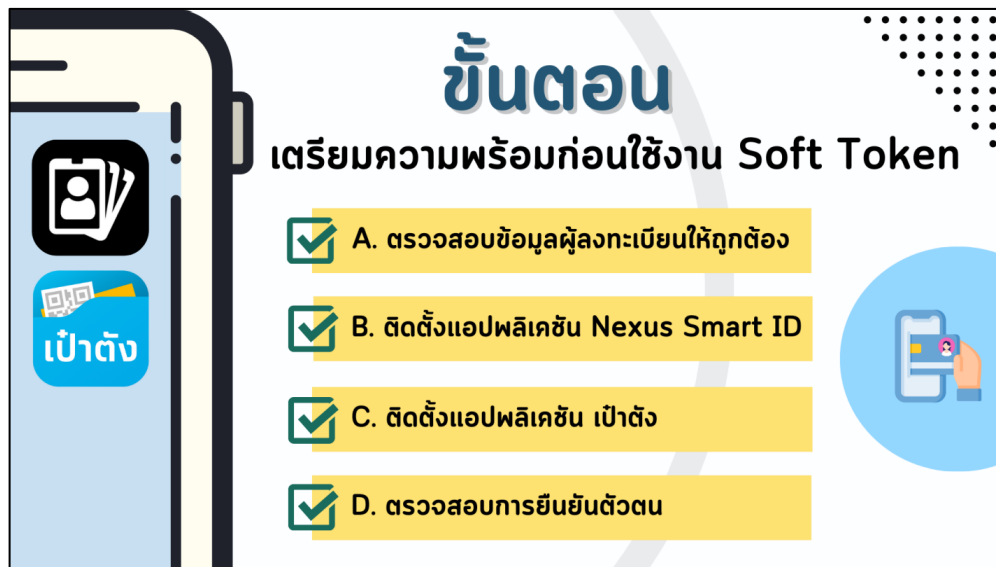 ขั้นตอน
เตรียมความพร้อมก่อนใช้งาน Soft Token
A. ตรวจสอบข้อมูลผู้ลงทะเบียนให้ถูกต้อง
B. ติดตั้งแอปพลิเคชัน Nexus Smart ID
C. ติดตั้งแอปพลิเคชัน เป๋าตัง
D. ตรวจสอบการยืนยันตัวตน
เป๋าตัง